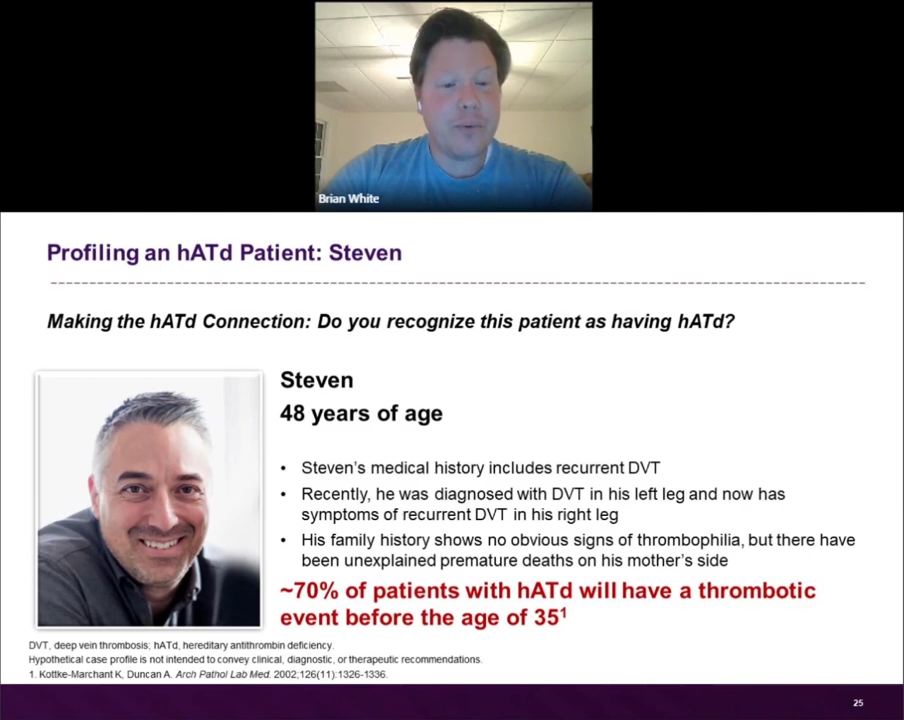 Brian White
Profiling an hATd Patient: Steven
Making the hATd Connection: Do you recognize this patient as having hATd?
Steven
48 years of age
• Steven’s medical history includes recurrent DVT
• Recently, he was diagnosed with DVT in his left leg and now has
symptoms of recurrent DVT in his right leg
• His family history shows no obvious signs of thrombophilia, but there have
been unexplained premature deaths on his mother’s side
~70% of patients with hATd will have a thrombotic
event before the age of 35¹
DVT, deep vein thrombosis; hATd, hereditary antithrombin deficiency.
Hypothetical case profile is not intended to convey clinical, diagnostic, or therapeutic recommendations.
1. Kottke-Marchant K, Duncan A. Arch Pathol Lab Med. 2002;126(11):1326-1336.
25